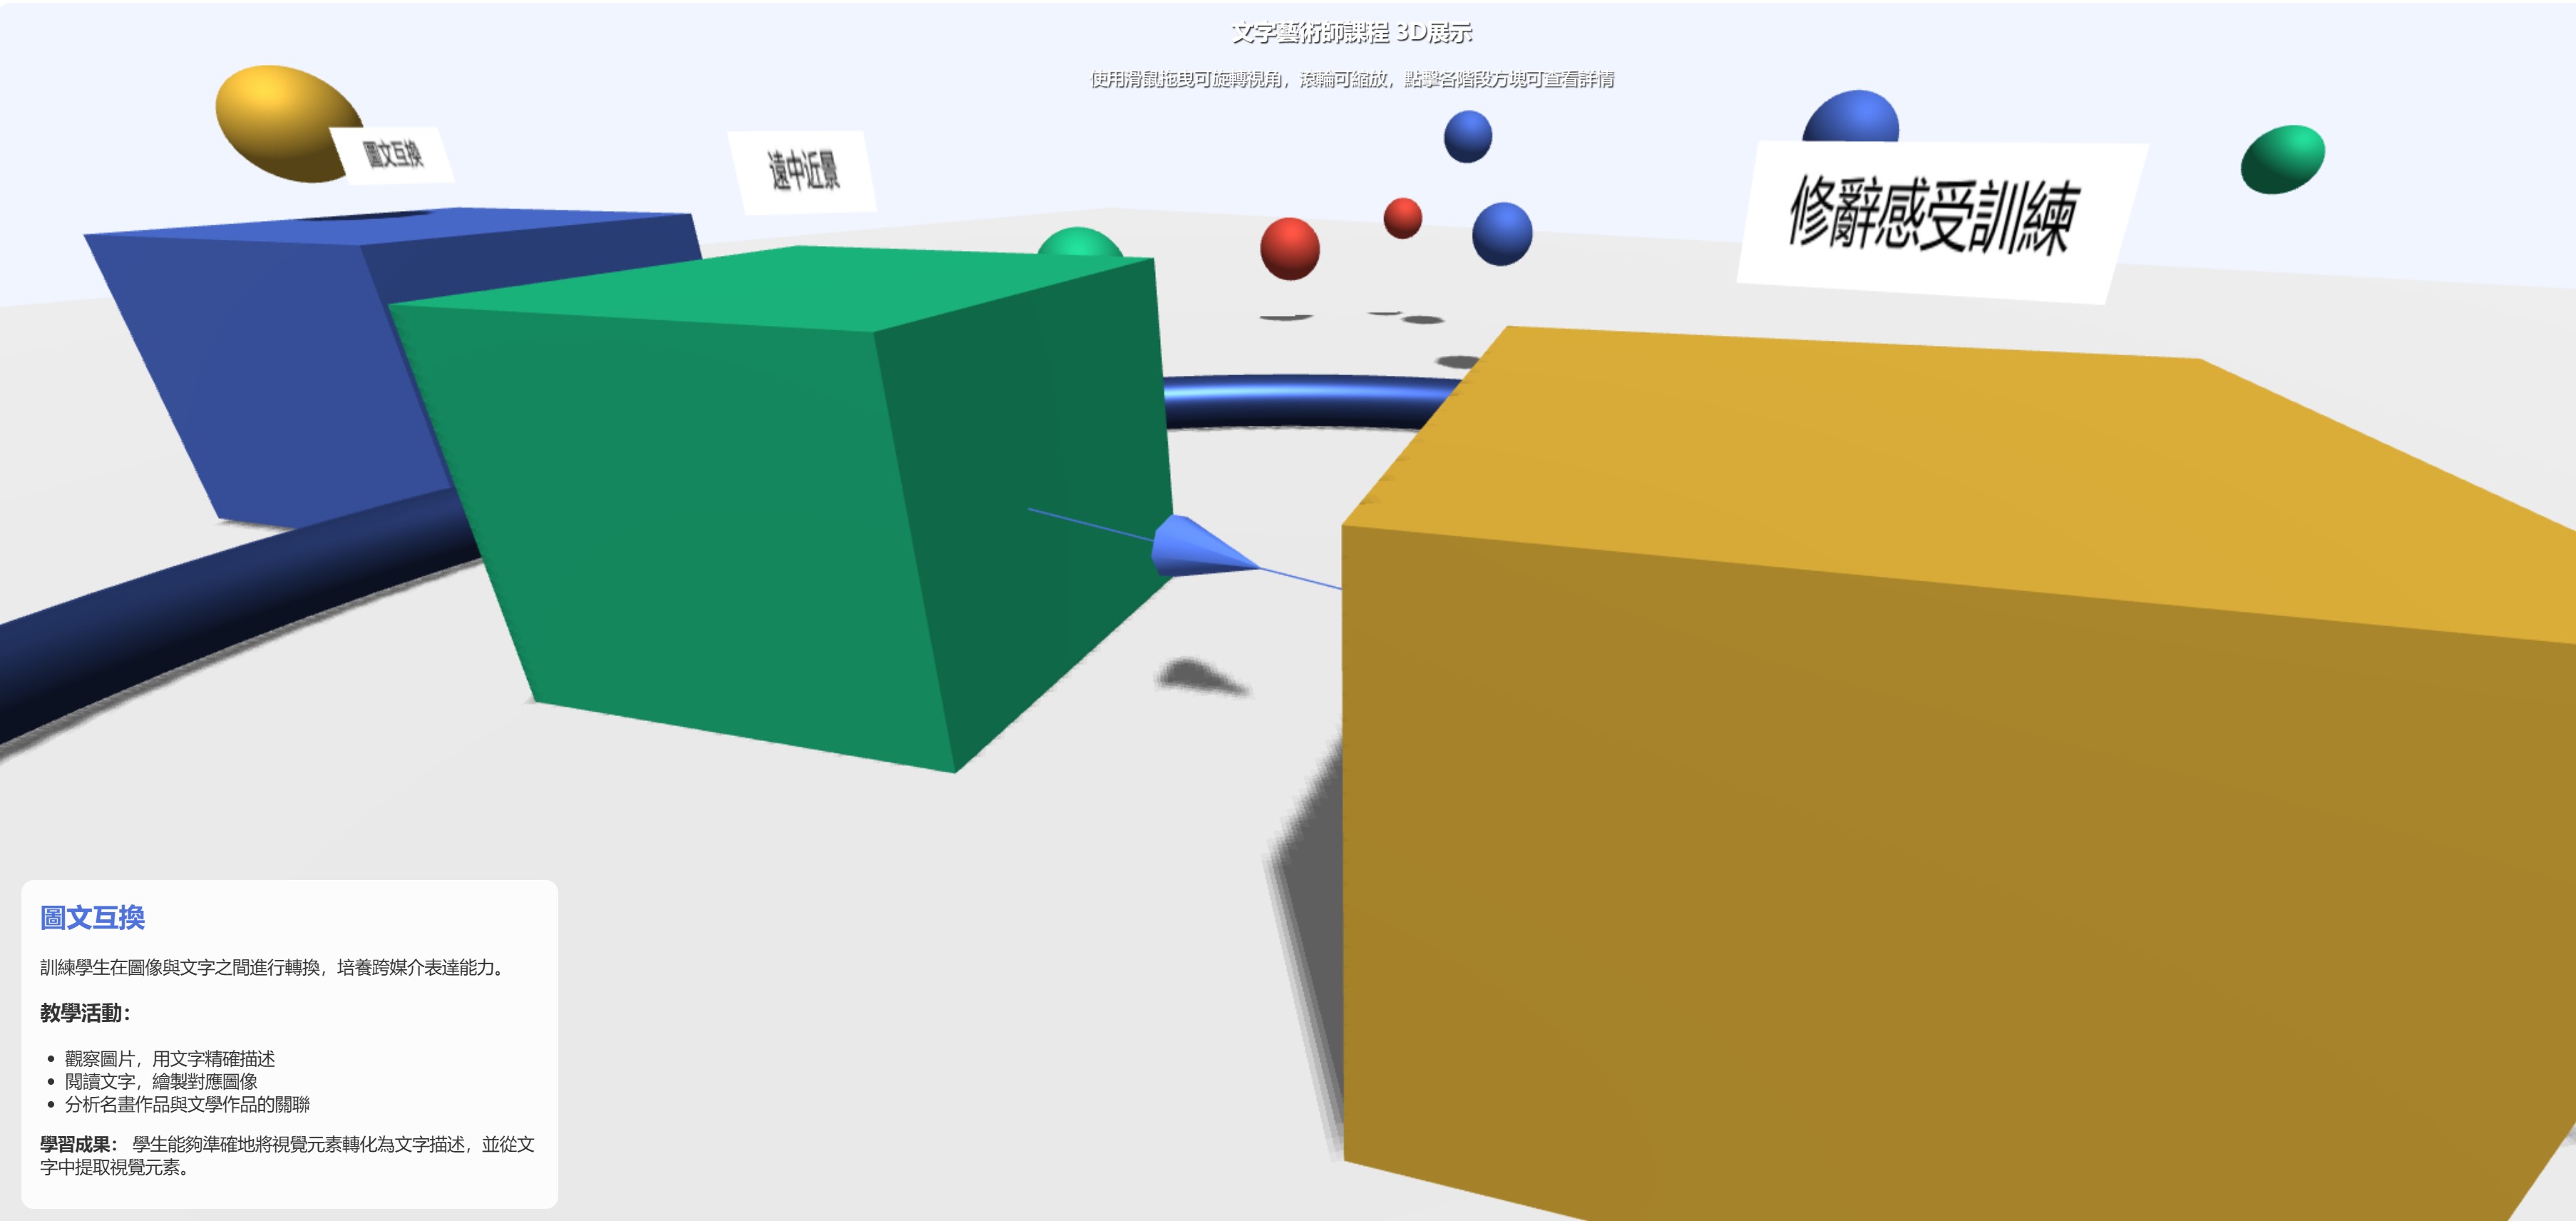 文字藝術師課程 3D展示
使用滑鼠拖曳可旋轉視角，滾輪可縮放，點擊各階段方塊可查看詳情
圖文互換
遠中近景
修辭感受訓練
圖文互換
訓練學生在圖像與文字之間進行轉換，培養跨媒介表達能力。
教學活動：
• 觀察圖片，用文字精確描述
• 閱讀文字，繪製對應圖像
• 分析名畫作品與文學作品的關聯
學習成果： 學生能夠準確地將視覺元素轉化為文字描述，並從文
字中提取視覺元素。